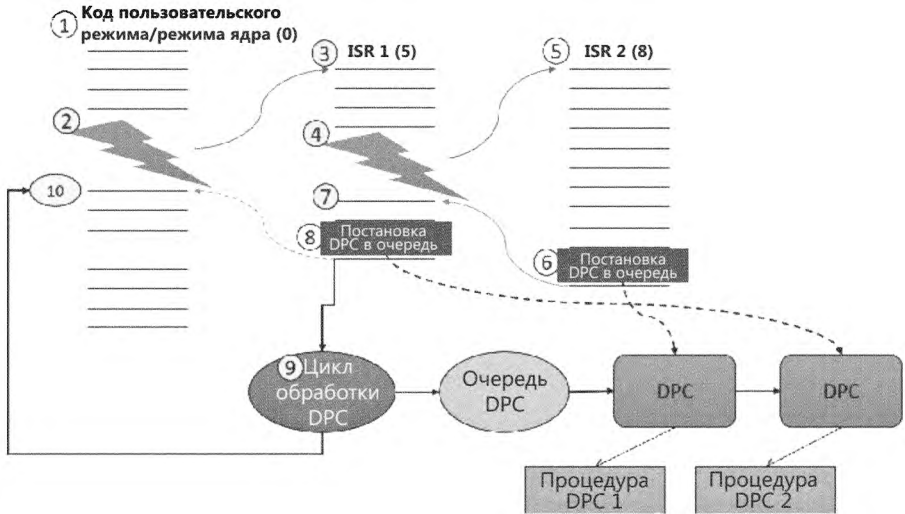 1 Код пользовательского
режима/режима ядра (0)
3 ISR 1 (5)
5 ISR 2 (8)
2
4
10
7
8 Постановка
DPC в очередь
6 Постановка
DPC в очередь
9 Цикл
обработки
DPC
Очередь
DPC
DPC
DPC
Процедура
DPC 1
Процедура
DPC 2